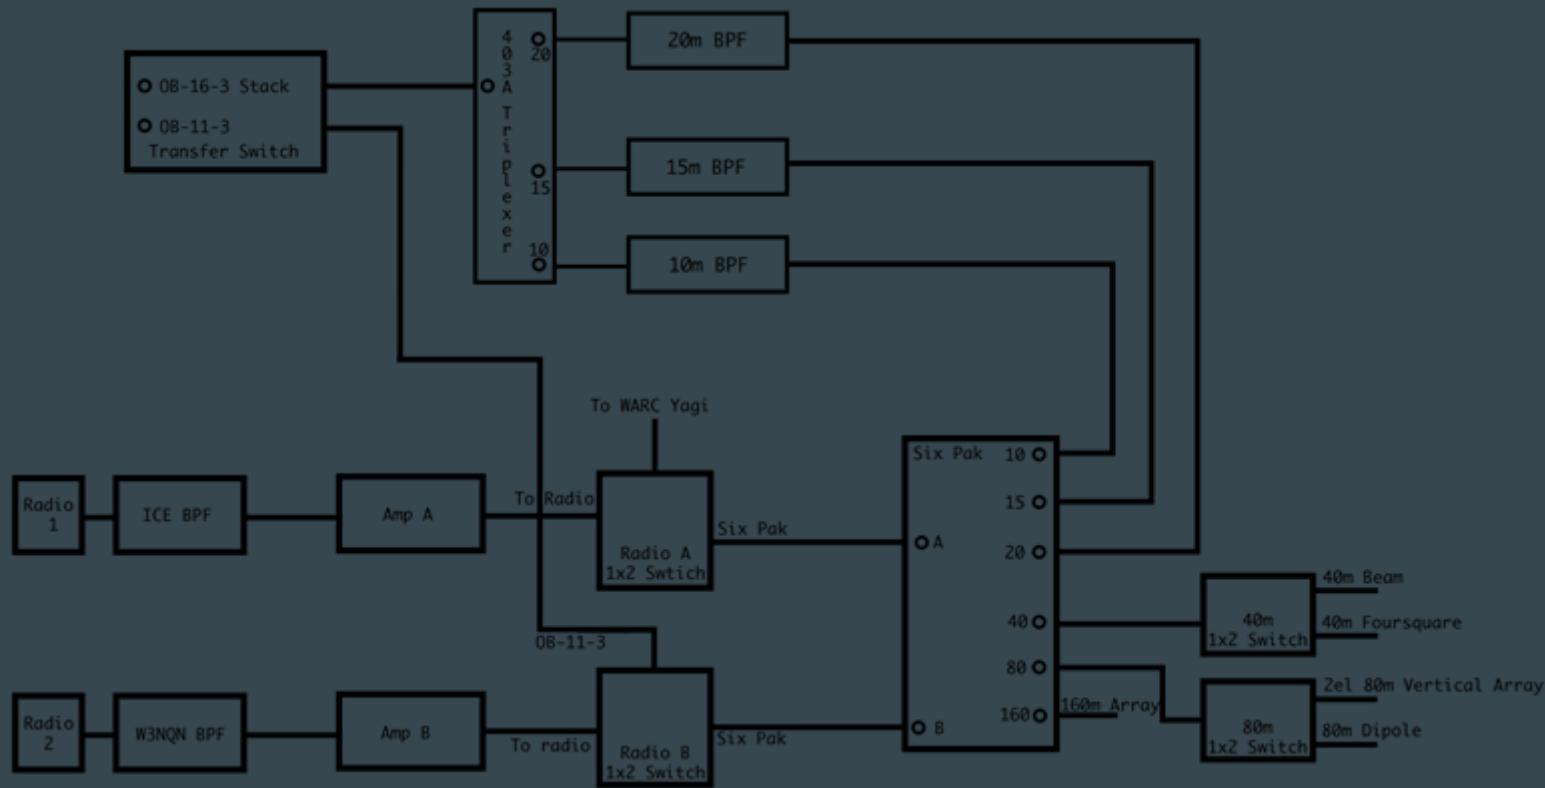 20m BPF
OB-16-3 Stack
OB-11-3
Transfer Switch
403A Triplexer
20
15
10
15m BPF
10m BPF
To WARC Yagi
Six Pak
10
15
20
40
80
160
A
B
Radio
1
ICE BPF
Amp A
To Radio
Radio A
1x2 Swtich
Six Pak
40m Beam
40m Foursquare
40m
1x2 Switch
OB-11-3
2el 80m Vertical Array
80m Dipole
80m
1x2 Switch
160m Array
Radio
2
W3NQN BPF
Amp B
To radio
Radio B
1x2 Switch
Six Pak